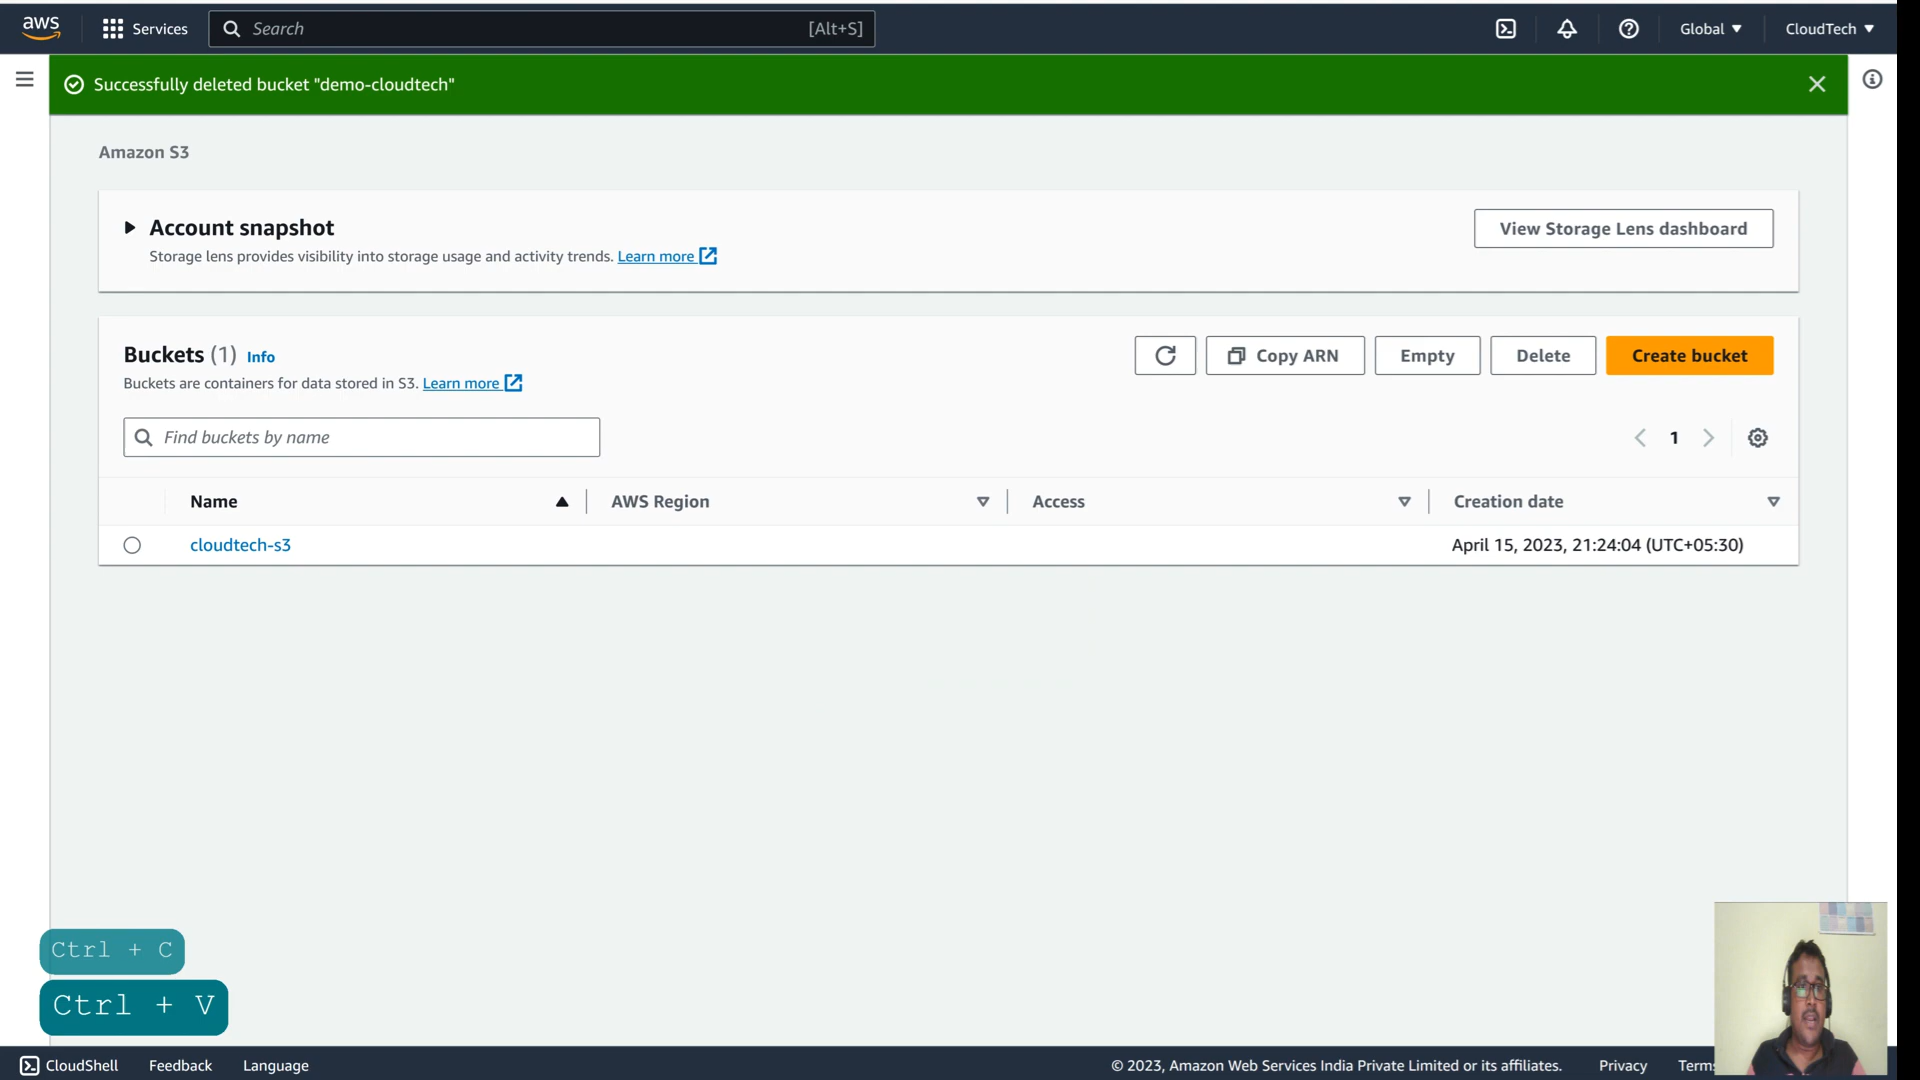 aws
Services
Search
[Alt+S]
Global
CloudTech
Successfully deleted bucket "demo-cloudtech"
Amazon S3
Account snapshot
View Storage Lens dashboard
Storage lens provides visibility into storage usage and activity trends. Learn more
Buckets (1) Info
Copy ARN
Empty
Delete
Create bucket
Buckets are containers for data stored in S3. Learn more
Find buckets by name
1
Name
AWS Region
Access
Creation date
cloudtech-s3
April 15, 2023, 21:24:04 (UTC+05:30)
Ctrl + C
Ctrl + V
CloudShell
Feedback
Language
© 2023, Amazon Web Services India Private Limited or its affiliates.
Privacy
Terms